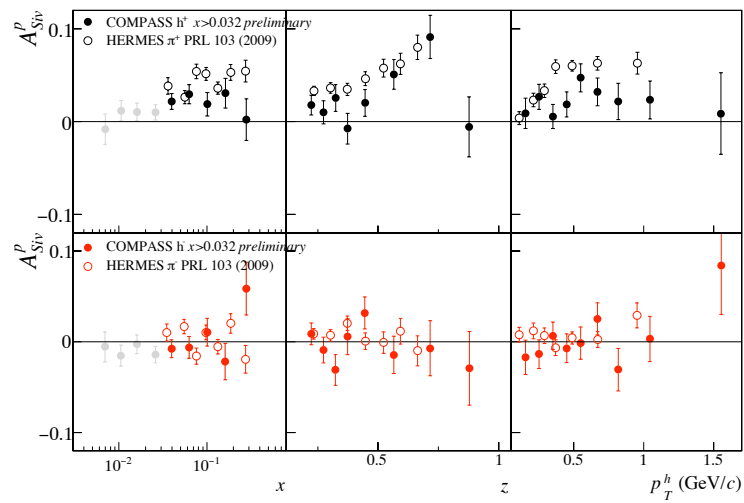 A^p_Siv
0.1
COMPASS h⁺ x>0.032 preliminary
HERMES π⁺ PRL 103 (2009)
0
−0.1
A^p_Siv
0.1
COMPASS h⁻ x>0.032 preliminary
HERMES π⁻ PRL 103 (2009)
0
−0.1
10⁻² 10⁻¹ 0.5 1 0.5 1 1.5
x z p_T^h (GeV/c)